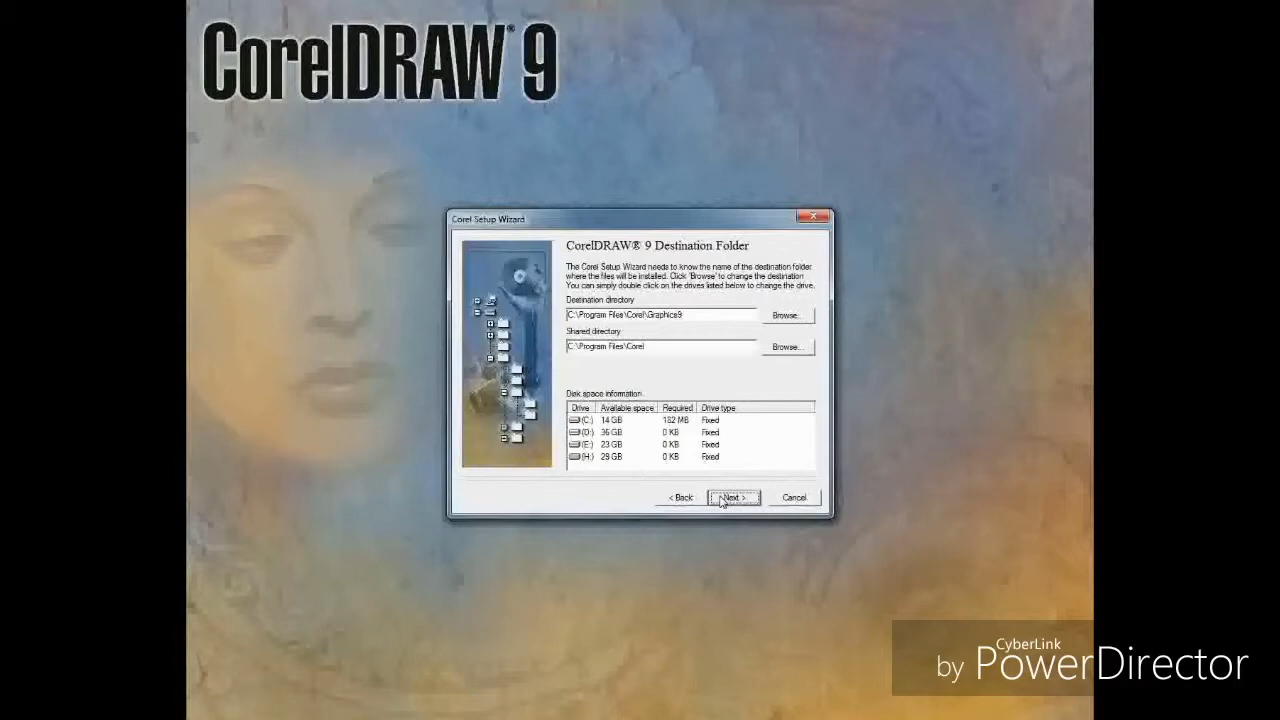 CorelDRAW® 9
Corel Setup Wizard
CorelDRAW® 9 Destination Folder
The Corel Setup Wizard needs to know the name of the destination folder
where the files will be installed. Click 'Browse' to change the destination
You can simply double click on the drives listed below to change the drive.
Destination directory
C:\Program Files\Corel\Graphics9
Browse...
Shared directory
C:\Program Files\Corel
Browse...
Disk space information
Drive Available space Required Drive type
(C:) 14 GB 182 MB Fixed
(D:) 36 GB 0 KB Fixed
(E:) 23 GB 0 KB Fixed
(H:) 29 GB 0 KB Fixed
< Back Next > Cancel
CyberLink
by PowerDirector